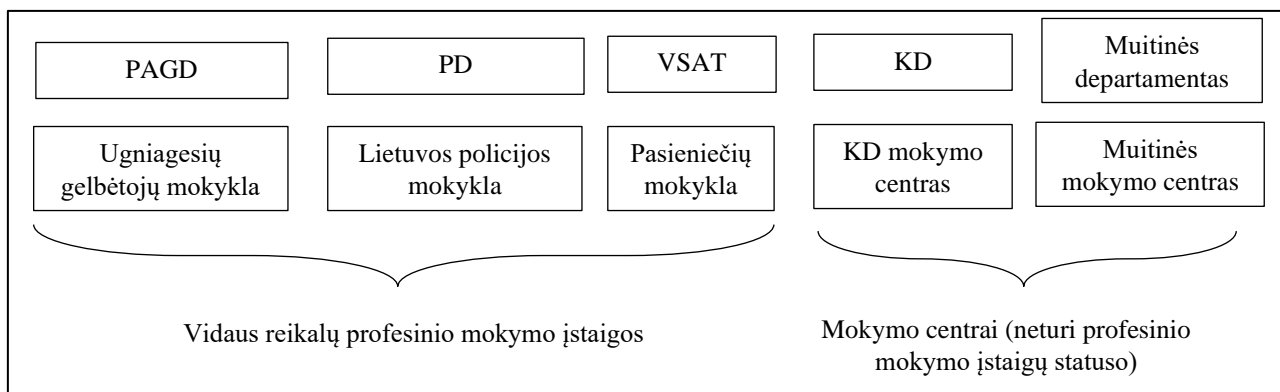 PAGD
PD
VSAT
KD
Muitinės
departamentas
Ugniagesių
gelbėtojų mokykla
Lietuvos policijos
mokykla
Pasieniečių
mokykla
KD mokymo
centras
Muitinės
mokymo centras
Vidaus reikalų profesinio mokymo įstaigos
Mokymo centrai (neturi profesinio
mokymo įstaigų statuso)